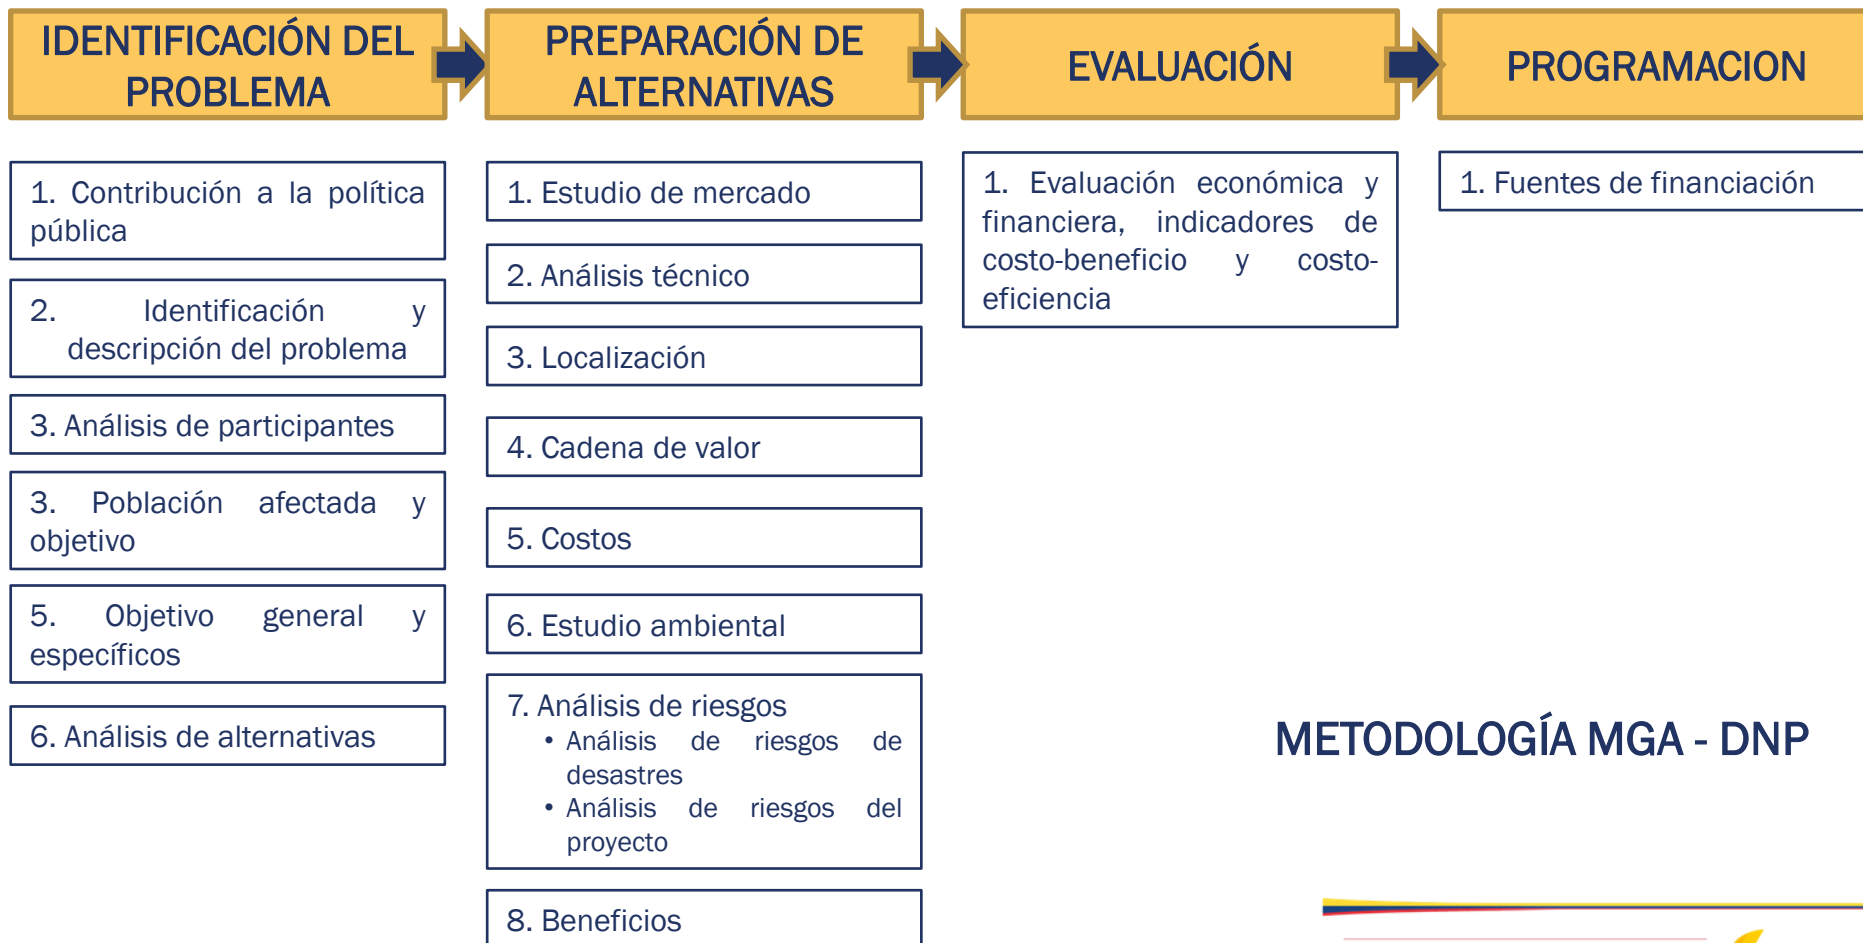 IDENTIFICACIÓN DEL
PROBLEMA
PREPARACIÓN DE
ALTERNATIVAS
EVALUACIÓN
PROGRAMACION
1. Contribución a la política
pública
2. Identificación y
descripción del problema
3. Análisis de participantes
3. Población afectada y
objetivo
5. Objetivo general y
específicos
6. Análisis de alternativas
1. Estudio de mercado
2. Análisis técnico
3. Localización
4. Cadena de valor
5. Costos
6. Estudio ambiental
7. Análisis de riesgos
• Análisis de riesgos de
desastres
• Análisis de riesgos del
proyecto
8. Beneficios
1. Evaluación económica y
financiera, indicadores de
costo-beneficio y costo-
eficiencia
1. Fuentes de financiación
METODOLOGÍA MGA - DNP